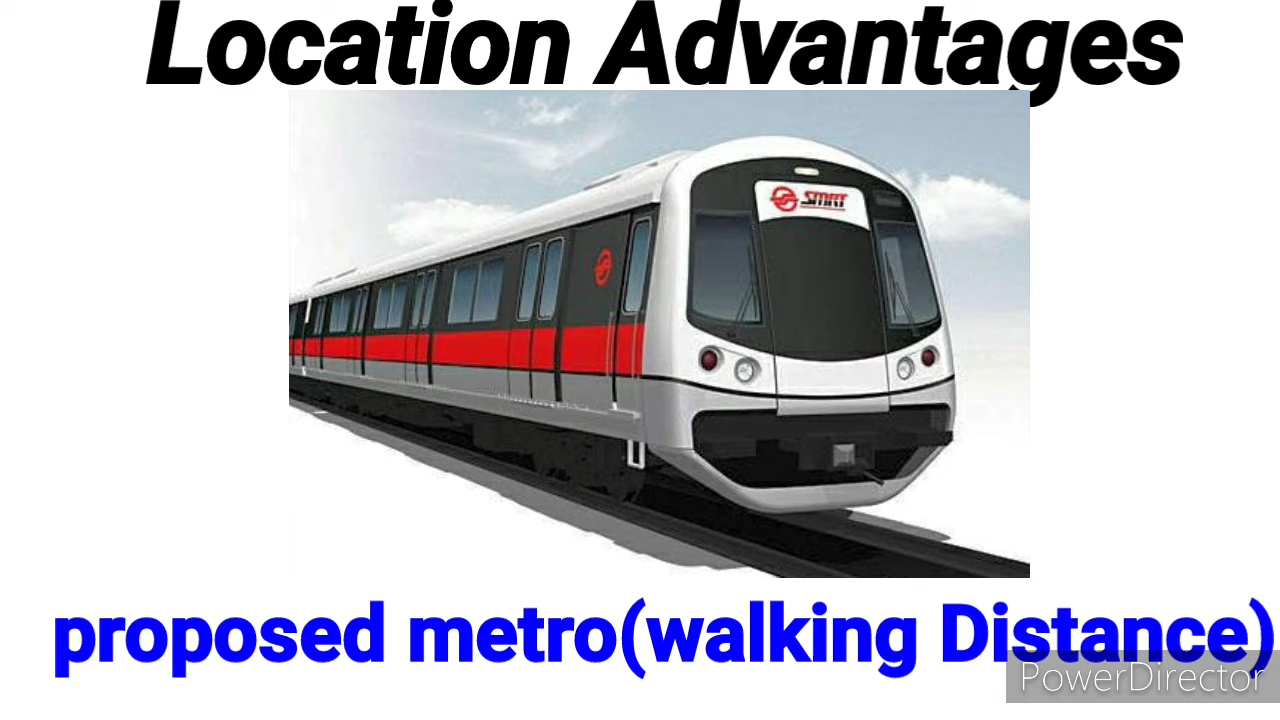 Location Advantages
SMRT
proposed metro(walking Distance)
PowerDirector